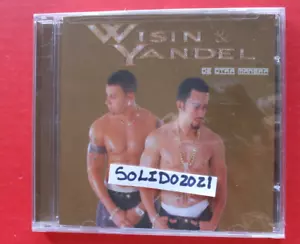 WISIN &
YANDEL
DE OTRA MANERA
SOLIDO2021